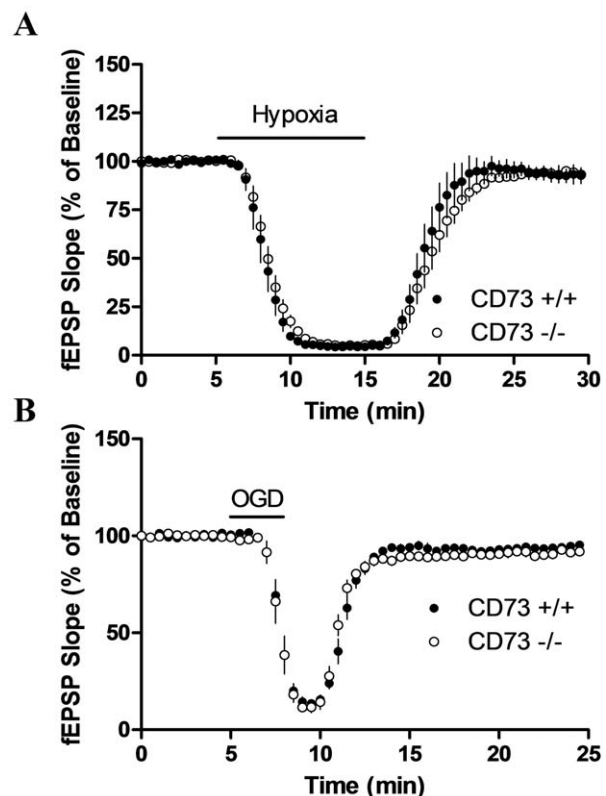 A
fEPSP Slope (% of Baseline)
150
100
75
50
25
0
Hypoxia
CD73 +/+
CD73 -/-
0 5 10 15 20 25 30
Time (min)
B
fEPSP Slope (% of Baseline)
150
100
50
0
OGD
CD73 +/+
CD73 -/-
0 5 10 15 20 25
Time (min)